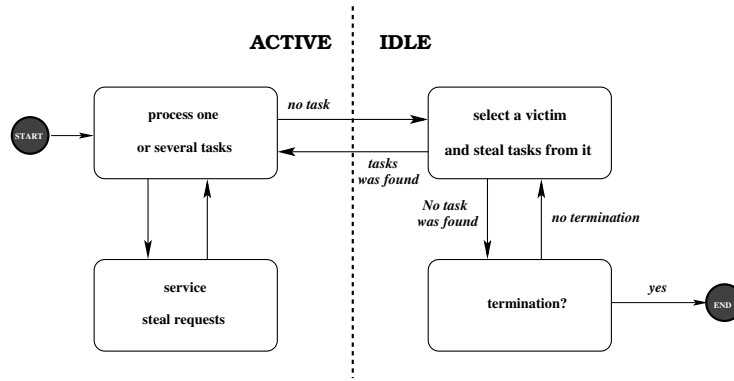 ACTIVE
IDLE
START
process one
or several tasks
no task
select a victim
and steal tasks from it
tasks
was found
No task
was found
no termination
service
steal requests
termination?
yes
END